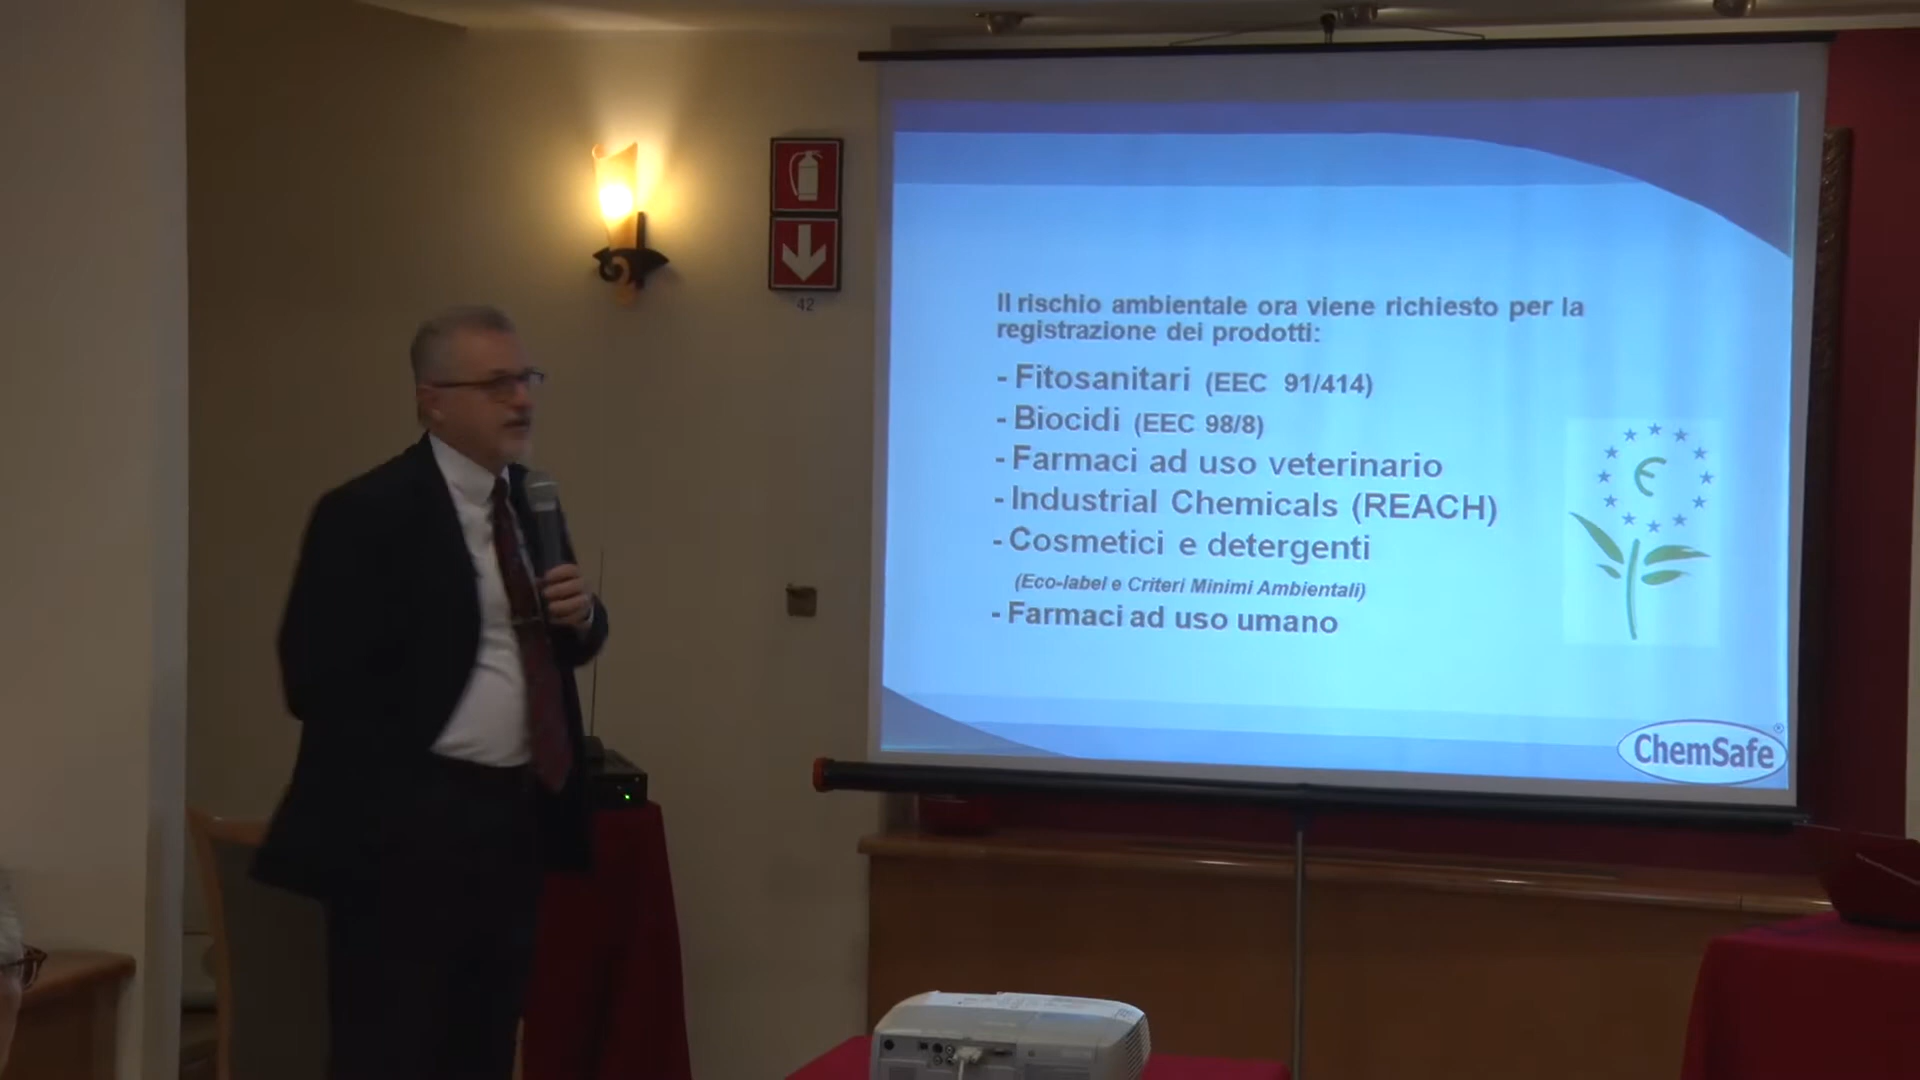 42
Il rischio ambientale ora viene richiesto per la
registrazione dei prodotti:
- Fitosanitari (EEC 91/414)
- Biocidi (EEC 98/8)
- Farmaci ad uso veterinario
- Industrial Chemicals (REACH)
- Cosmetici e detergenti
(Eco-label e Criteri Minimi Ambientali)
- Farmaci ad uso umano
ChemSafe®